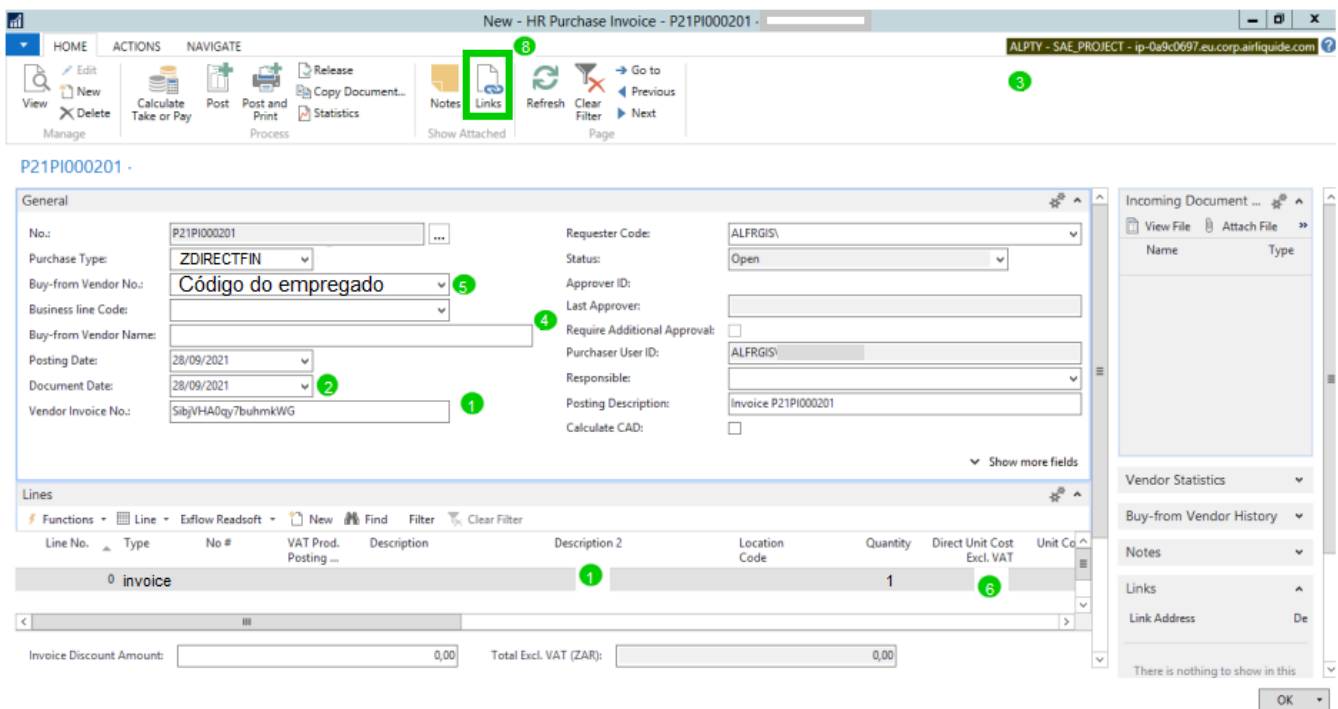 New - HR Purchase Invoice - P21PI000201 ·
HOME ACTIONS NAVIGATE 8 ALPTY - SAE_PROJECT - ip-0a9c0697.eu.corp.airliquide.com ?
3
View Edit New Delete
Manage
Calculate Take or Pay Post Post and Print Release Copy Document... Statistics
Process
Notes Links
Show Attached
Refresh Clear Filter Go to Previous Next
Page
P21PI000201 ·
General
No.: P21PI000201 ... Requester Code: ALFRGIS\
Purchase Type: ZDIRECTFIN Status: Open
Buy-from Vendor No.: Código do empregado 5 Approver ID:
Business line Code: Last Approver:
4
Buy-from Vendor Name: Require Additional Approval:
Posting Date: 28/09/2021 Purchaser User ID: ALFRGIS\
Document Date: 28/09/2021 2 Responsible:
Vendor Invoice No.: SibjVHA0qy7buhmkWG 1 Posting Description: Invoice P21PI000201
Calculate CAD:
Show more fields
Lines
Functions Line Exflow Readsoft New Find Filter Clear Filter
Line No. Type No # VAT Prod. Posting ... Description Description 2 Location Code Quantity Direct Unit Cost Excl. VAT Unit Co
0 invoice 1 1 6
Invoice Discount Amount: 0,00 Total Excl. VAT (ZAR): 0,00
Incoming Document ...
View File Attach File »
Name Type
Vendor Statistics
Buy-from Vendor History
Notes
Links
Link Address De
There is nothing to show in this
OK